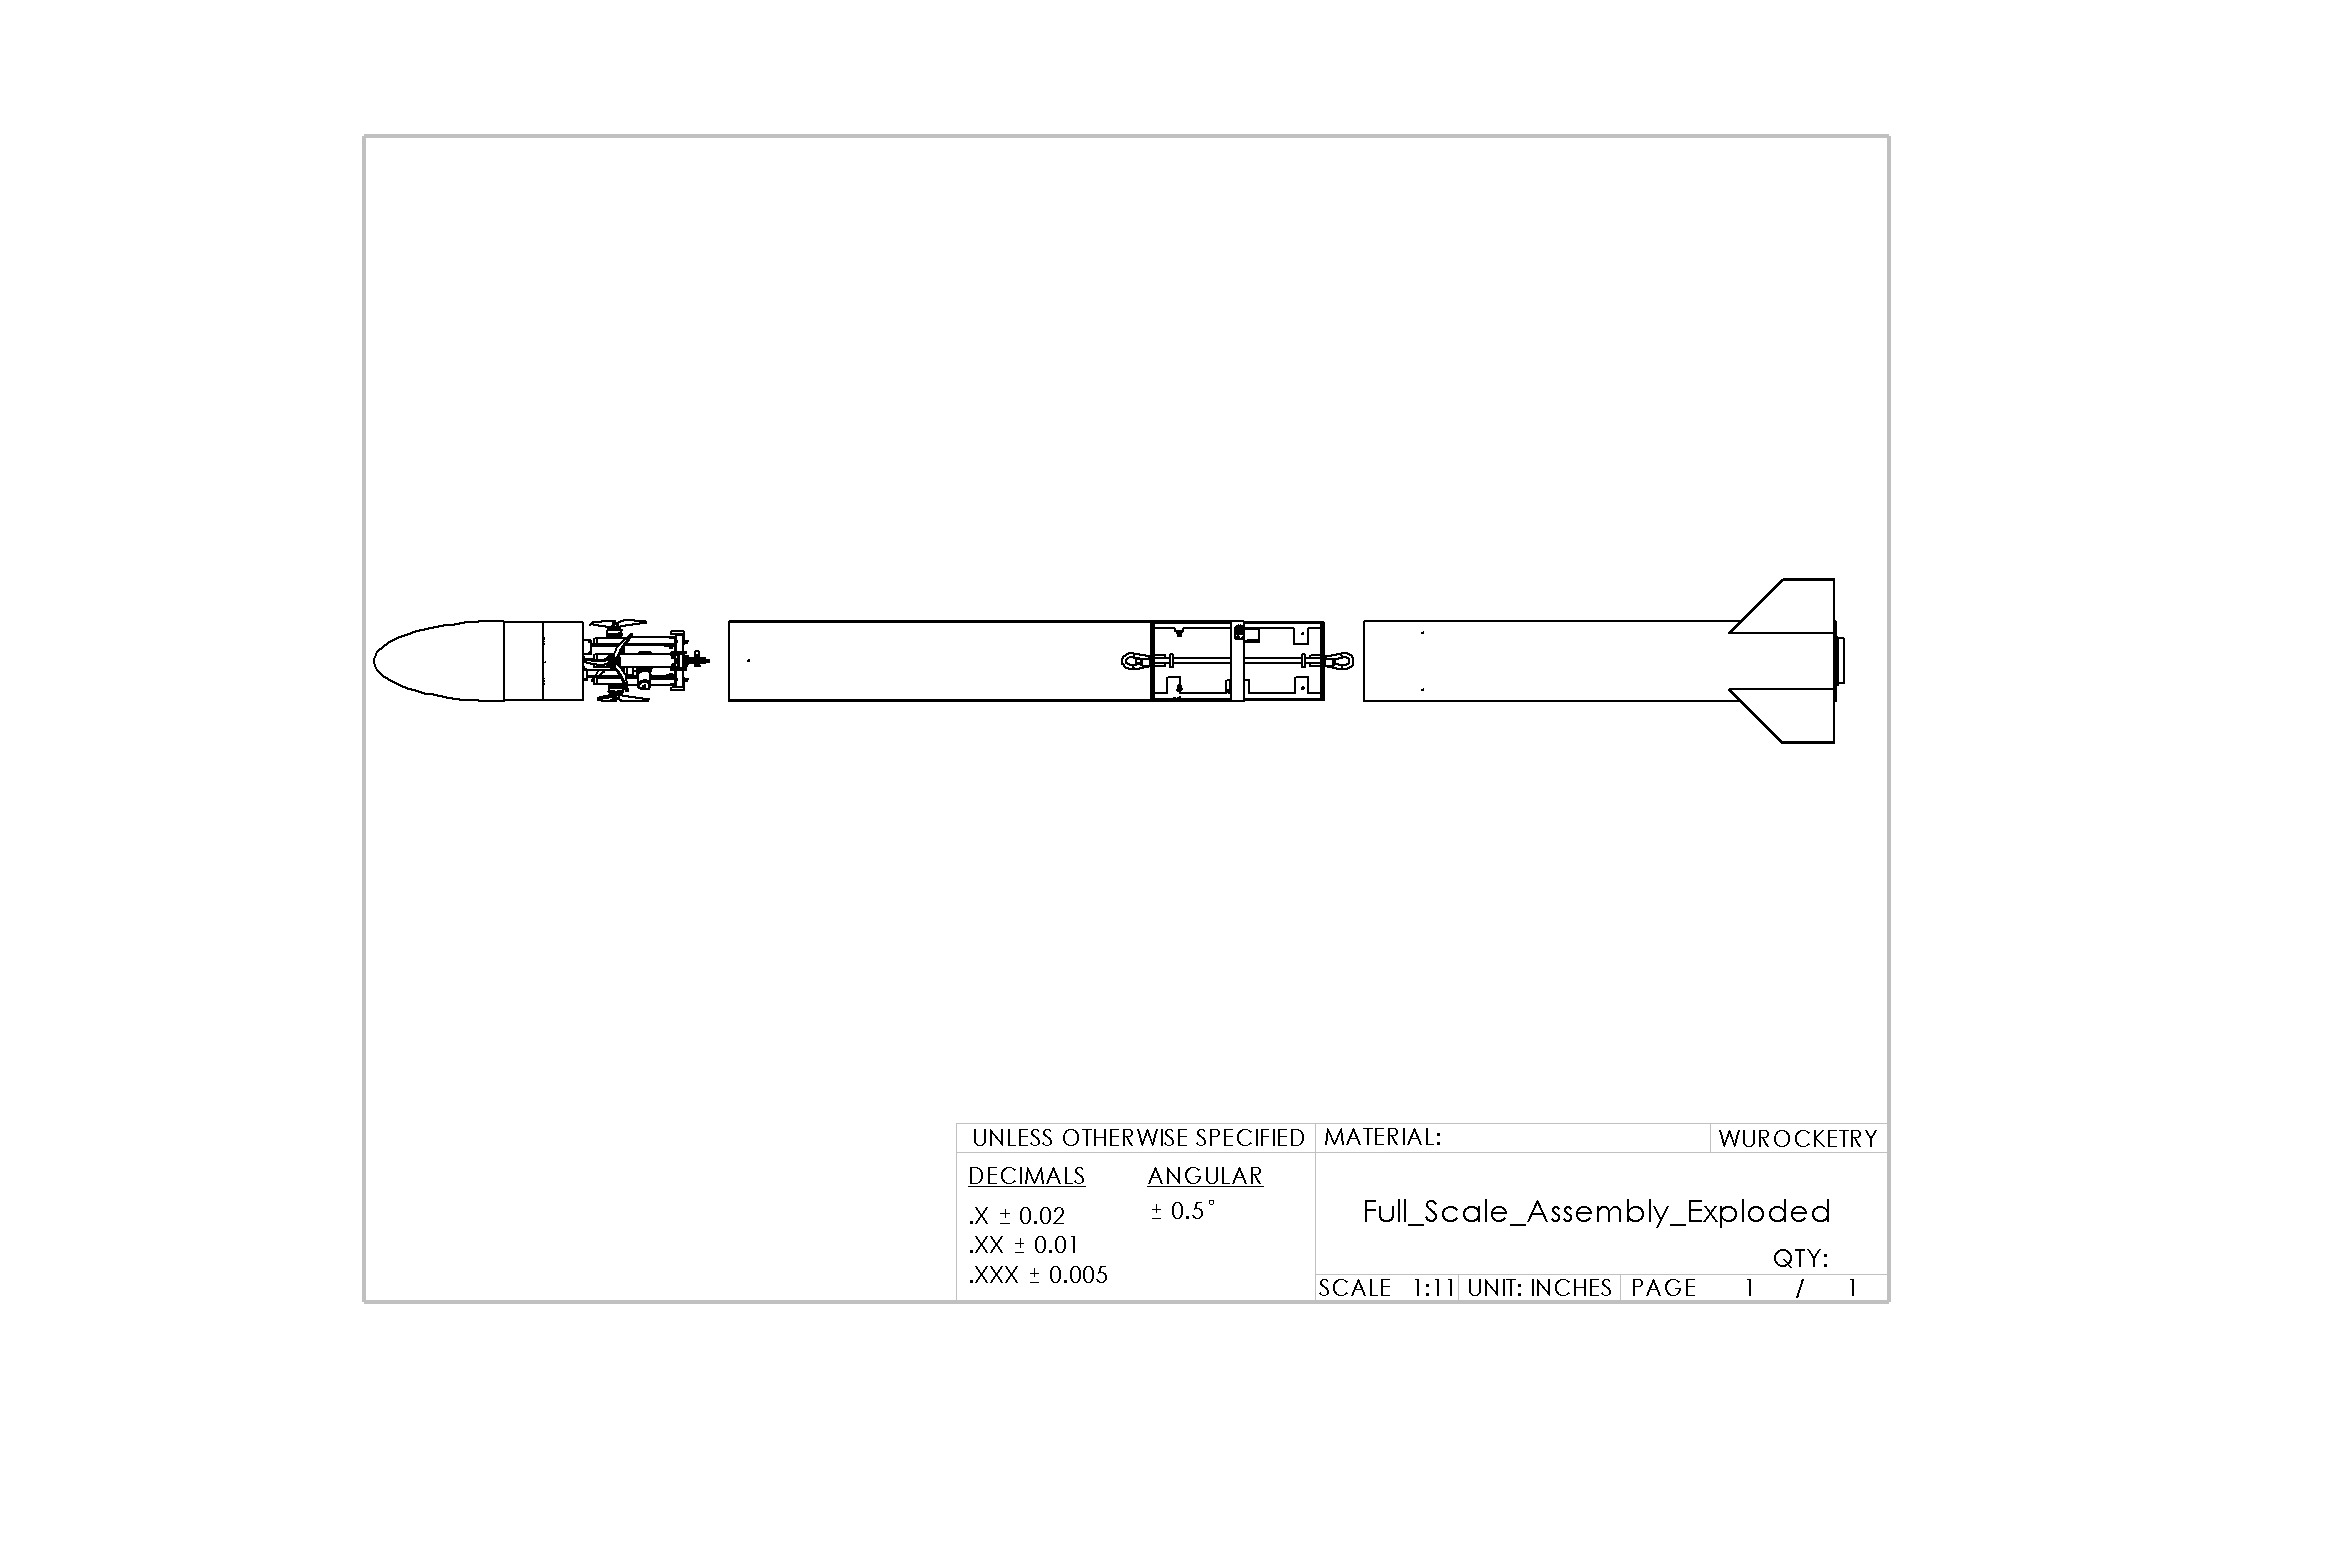 UNLESS OTHERWISE SPECIFIED
DECIMALS ANGULAR
.X ± 0.02 ± 0.5°
.XX ± 0.01
.XXX ± 0.005
MATERIAL: WUROCKETRY
Full_Scale_Assembly_Exploded
QTY:
SCALE 1:11 UNIT: INCHES PAGE 1 / 1